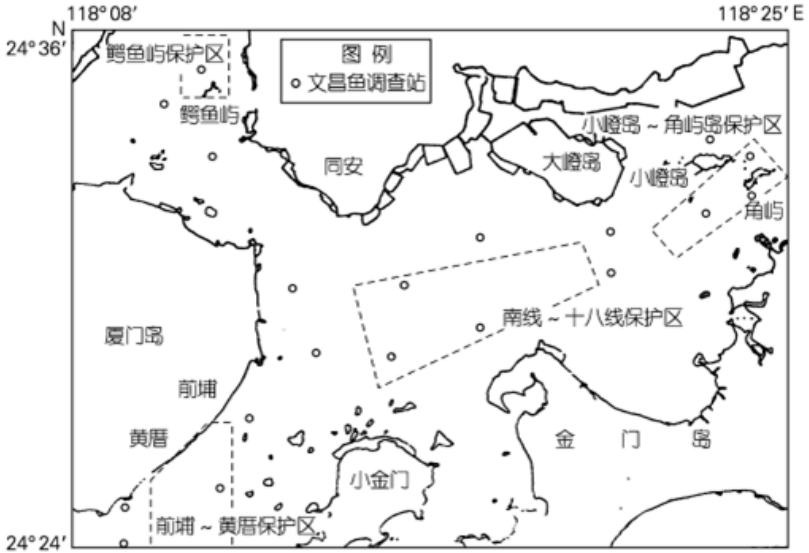 118°08′
118°25′E
N
24°36′
鳄鱼屿保护区
图 例
文昌鱼调查站
鳄鱼屿
小嶝岛～角屿岛保护区
同安
大嶝岛
小嶝岛
角屿
南线～十八线保护区
厦门岛
前埔
黄厝
金 门 岛
小金门
前埔～黄厝保护区
24°24′